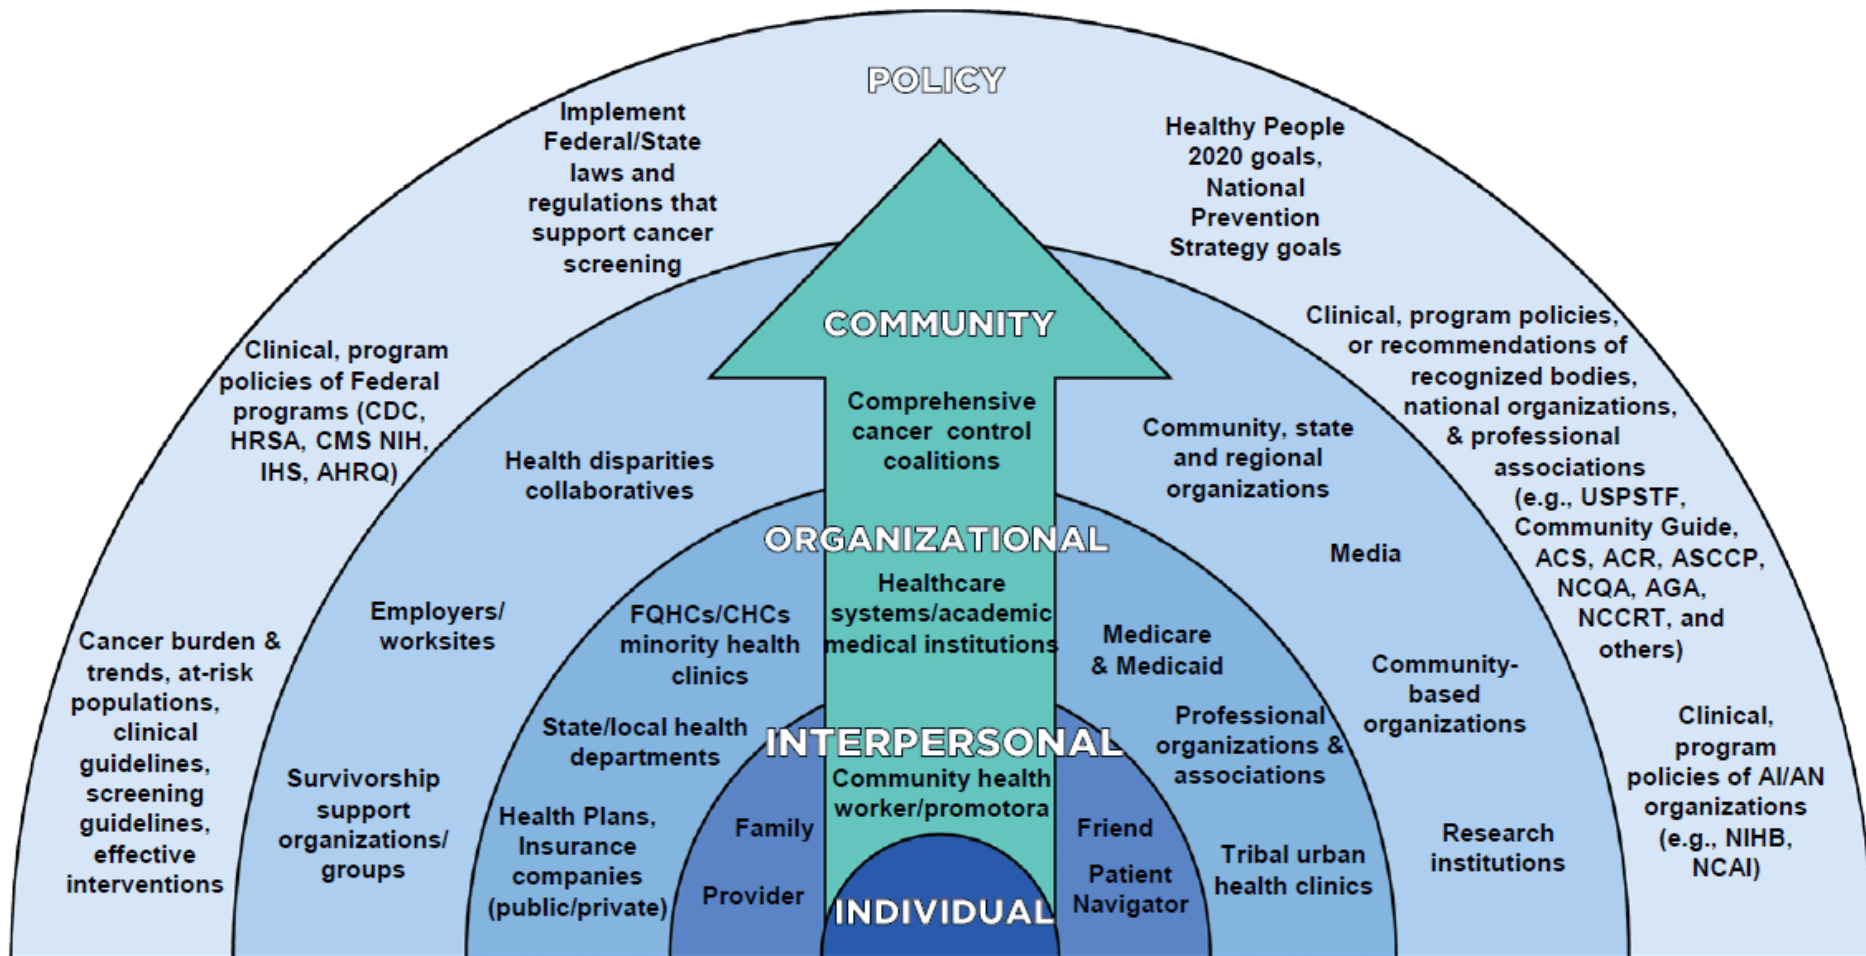 POLICY
Implement
Federal/State
laws and
regulations that
support cancer
screening
Healthy People
2020 goals,
National
Prevention
Strategy goals
Clinical, program
policies of Federal
programs (CDC,
HRSA, CMS NIH,
IHS, AHRQ)
Clinical, program policies,
or recommendations of
recognized bodies,
national organizations,
& professional
associations
(e.g., USPSTF,
Community Guide,
ACS, ACR, ASCCP,
NCQA, AGA,
NCCRT, and
others)
Cancer burden &
trends, at-risk
populations,
clinical
guidelines,
screening
guidelines,
effective
interventions
Clinical,
program
policies of AI/AN
organizations
(e.g., NIHB,
NCAI)
COMMUNITY
Comprehensive
cancer control
coalitions
Health disparities
collaboratives
Community, state
and regional
organizations
Media
Employers/
worksites
Community-
based
organizations
Survivorship
support
organizations/
groups
Research
institutions
ORGANIZATIONAL
Healthcare
systems/academic
medical institutions
FQHCs/CHCs
minority health
clinics
Medicare
& Medicaid
State/local health
departments
Professional
organizations &
associations
Health Plans,
Insurance
companies
(public/private)
Tribal urban
health clinics
INTERPERSONAL
Community health
worker/promotora
Family
Friend
Provider
Patient
Navigator
INDIVIDUAL